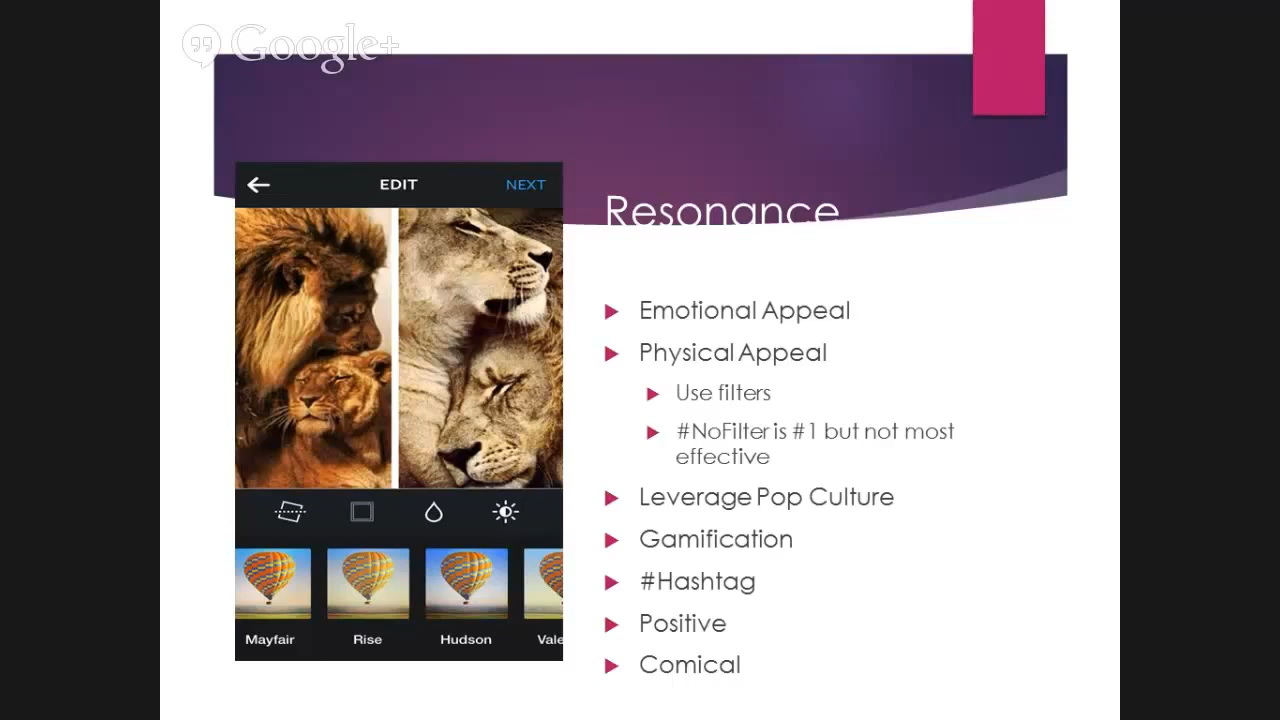 Google+
EDIT
NEXT
Resonance
Emotional Appeal
Physical Appeal
Use filters
#NoFilter is #1 but not most
effective
Leverage Pop Culture
Gamification
#Hashtag
Positive
Comical
Mayfair
Rise
Hudson
Vale